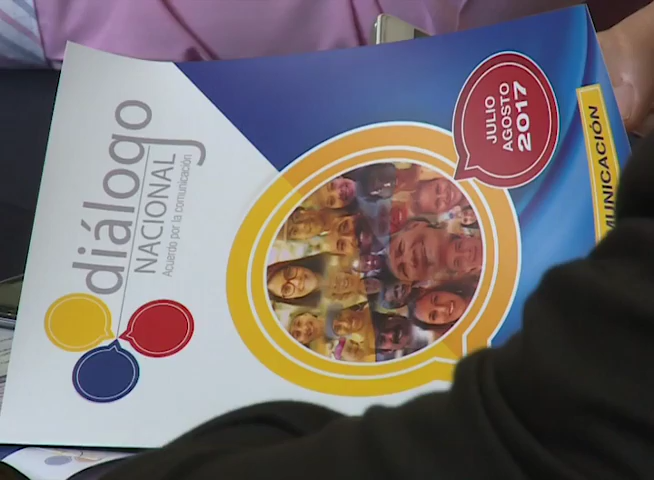 diálogo
NACIONAL
Acuerdo por la comunicación
JULIO
AGOSTO
2017
MUNICACIÓN